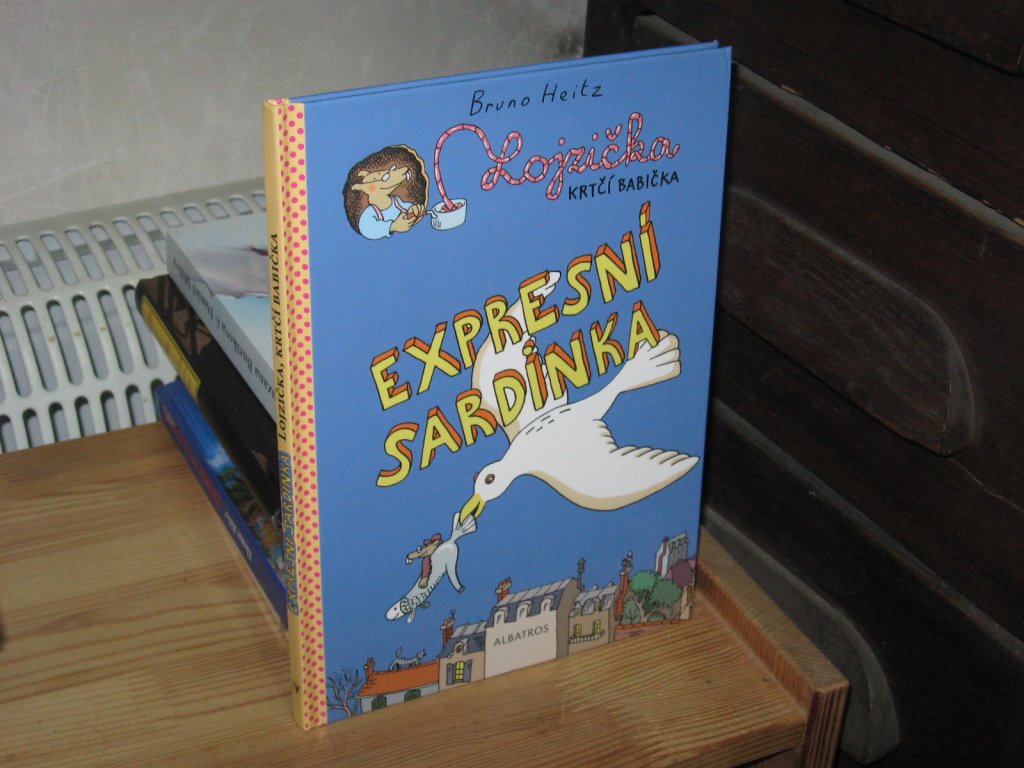 Bruno Heitz
Lojzička
KRTČÍ BABIČKA
EXPRESNÍ
SARDINKA
ALBATROS
EXPRESNÍ SARDINKA LOJZIČKA, KRTČÍ BABIČKA